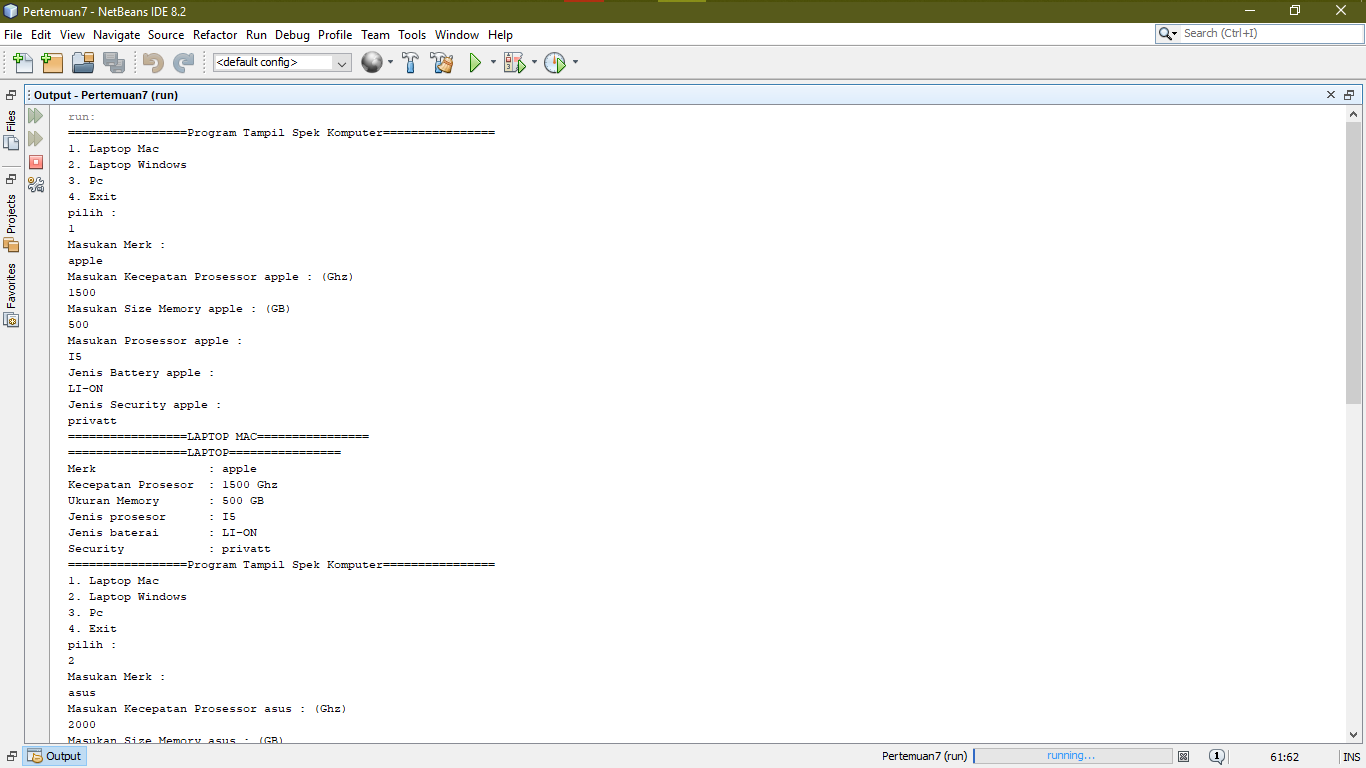 Pertemuan7 - NetBeans IDE 8.2
File Edit View Navigate Source Refactor Run Debug Profile Team Tools Window Help
Search (Ctrl+I)
<default config>
Output - Pertemuan7 (run)
Files
Projects
Favorites
run:
=================Program Tampil Spek Komputer================
1. Laptop Mac
2. Laptop Windows
3. Pc
4. Exit
pilih :
1
Masukan Merk :
apple
Masukan Kecepatan Prosessor apple : (Ghz)
1500
Masukan Size Memory apple : (GB)
500
Masukan Prosessor apple :
I5
Jenis Battery apple :
LI-ON
Jenis Security apple :
privatt
=================LAPTOP MAC================
=================LAPTOP================
Merk                : apple
Kecepatan Prosesor  : 1500 Ghz
Ukuran Memory       : 500 GB
Jenis prosesor      : I5
Jenis baterai       : LI-ON
Security            : privatt
=================Program Tampil Spek Komputer================
1. Laptop Mac
2. Laptop Windows
3. Pc
4. Exit
pilih :
2
Masukan Merk :
asus
Masukan Kecepatan Prosessor asus : (Ghz)
2000
Masukan Size Memory asus : (GB)
Output
Pertemuan7 (run)
running...
1
61:62
INS